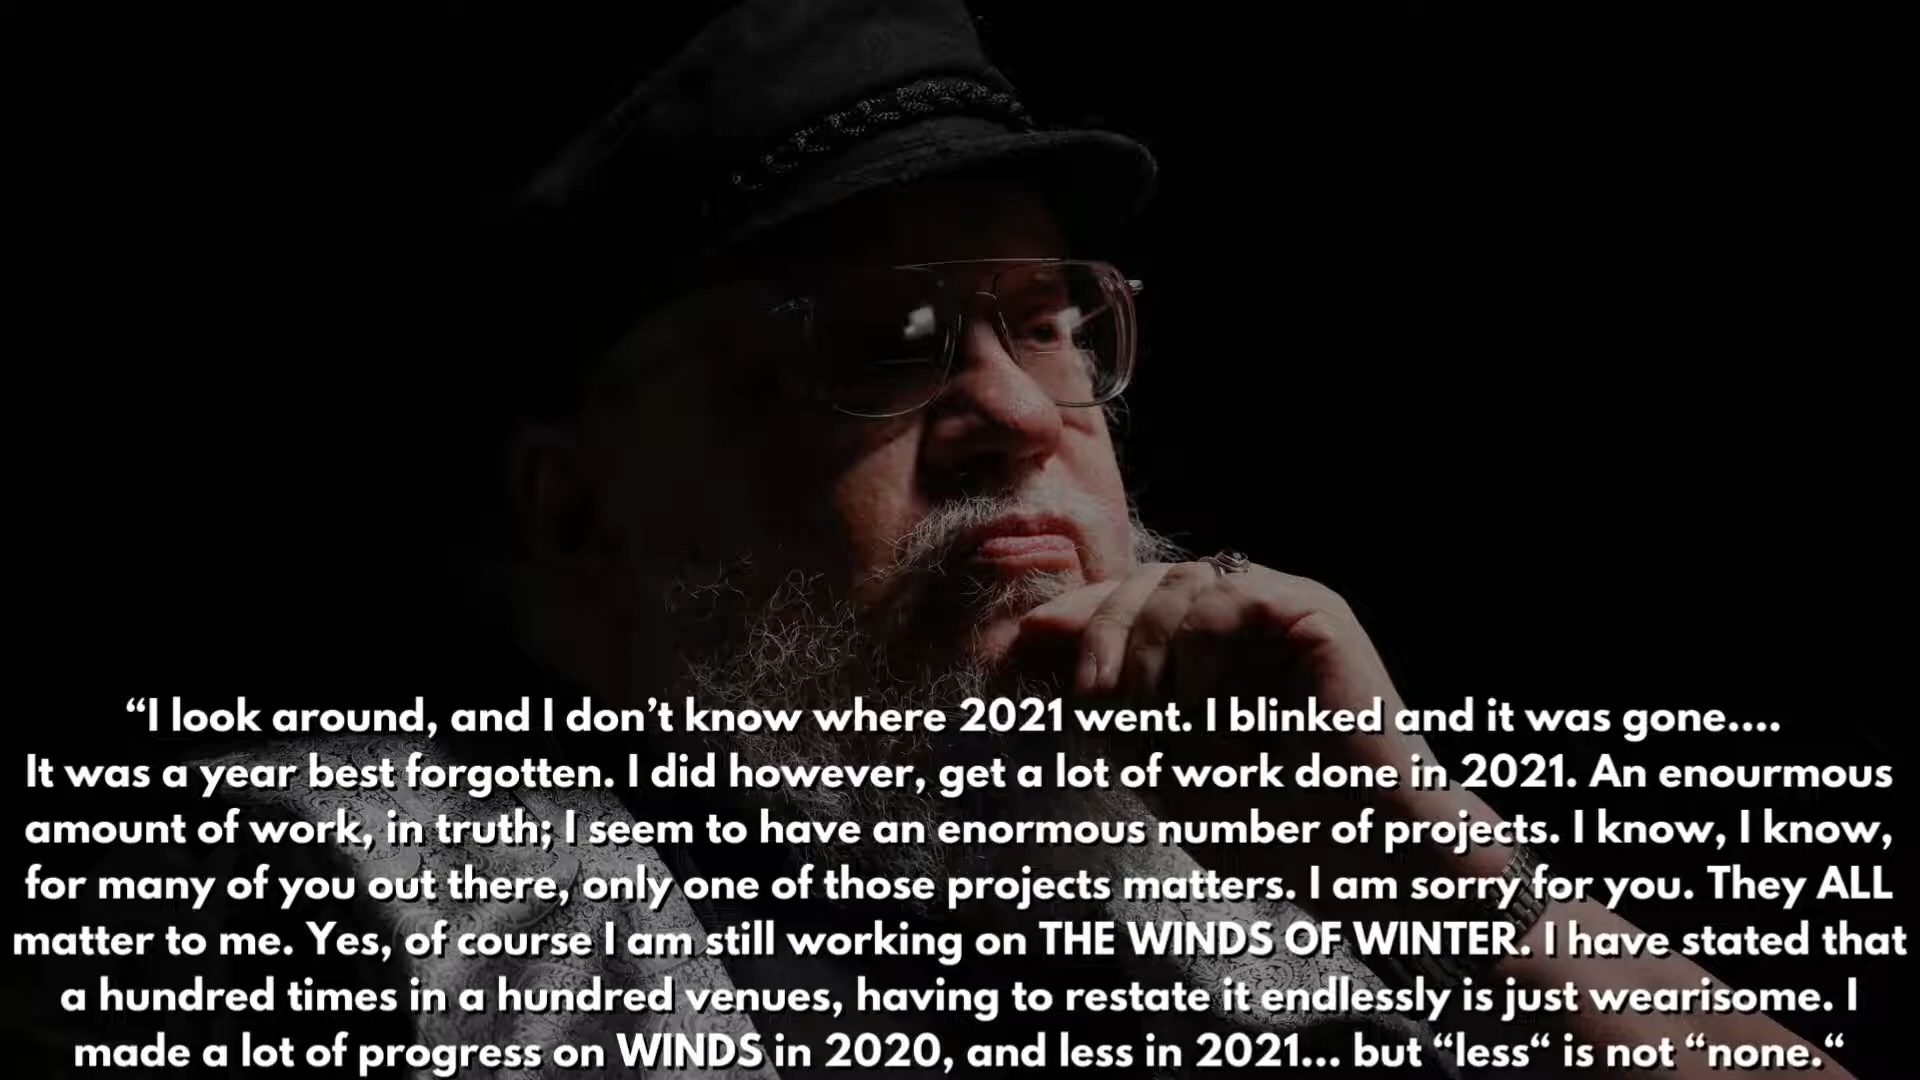 “I look around, and I don’t know where 2021 went. I blinked and it was gone....
It was a year best forgotten. I did however, get a lot of work done in 2021. An enourmous
amount of work, in truth; I seem to have an enormous number of projects. I know, I know,
for many of you out there, only one of those projects matters. I am sorry for you. They ALL
matter to me. Yes, of course I am still working on THE WINDS OF WINTER. I have stated that
a hundred times in a hundred venues, having to restate it endlessly is just wearisome. I
made a lot of progress on WINDS in 2020, and less in 2021... but “less“ is not “none.“